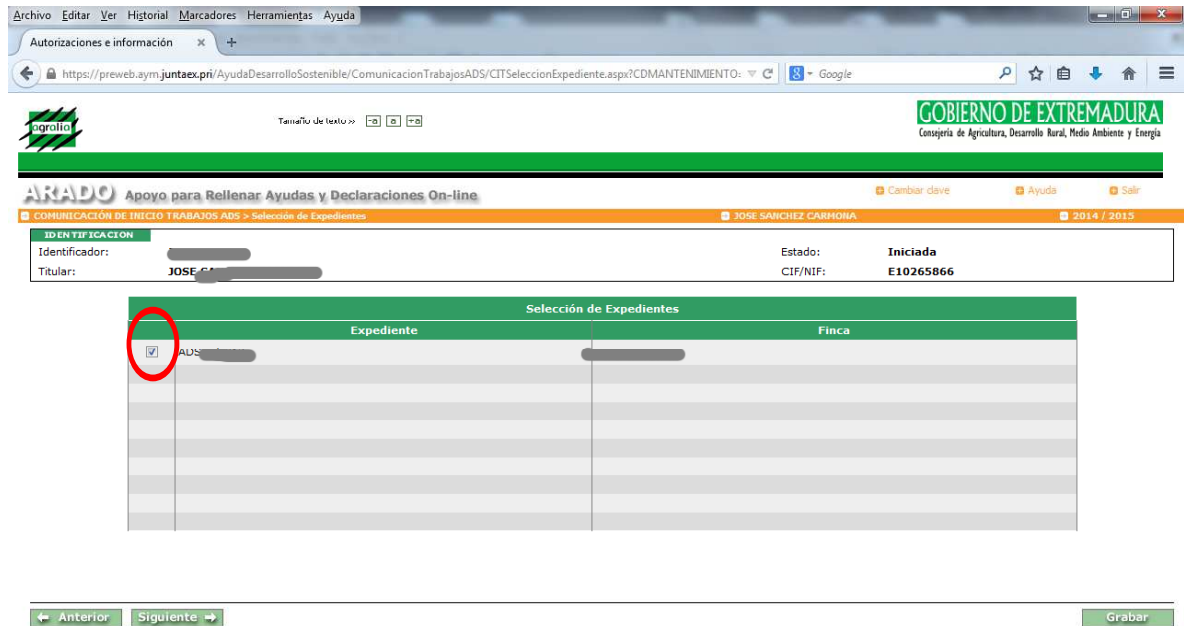 Archivo Editar Ver Historial Marcadores Herramientas Ayuda
Autorizaciones e información × +
https://preweb.aym.juntaex.pri/AyudaDesarrolloSostenible/ComunicacionTrabajosADS/CITSeleccionExpediente.aspx?CDMANTENIMIENTO: Google
agralia
Tamaño de texto >> -a a +a
GOBIERNO DE EXTREMADURA
Consejería de Agricultura, Desarrollo Rural, Medio Ambiente y Energía
ARADO Apoyo para Rellenar Ayudas y Declaraciones On-line
Cambiar clave Ayuda Salir
COMUNICACIÓN DE INICIO TRABAJOS ADS > Selección de Expedientes JOSE SANCHEZ CARMONA 2014 / 2015
IDENTIFICACION
Identificador: Estado: Iniciada
Titular: JOSE CIF/NIF: E10265866
Selección de Expedientes
Expediente Finca
ADS
Anterior Siguiente Grabar